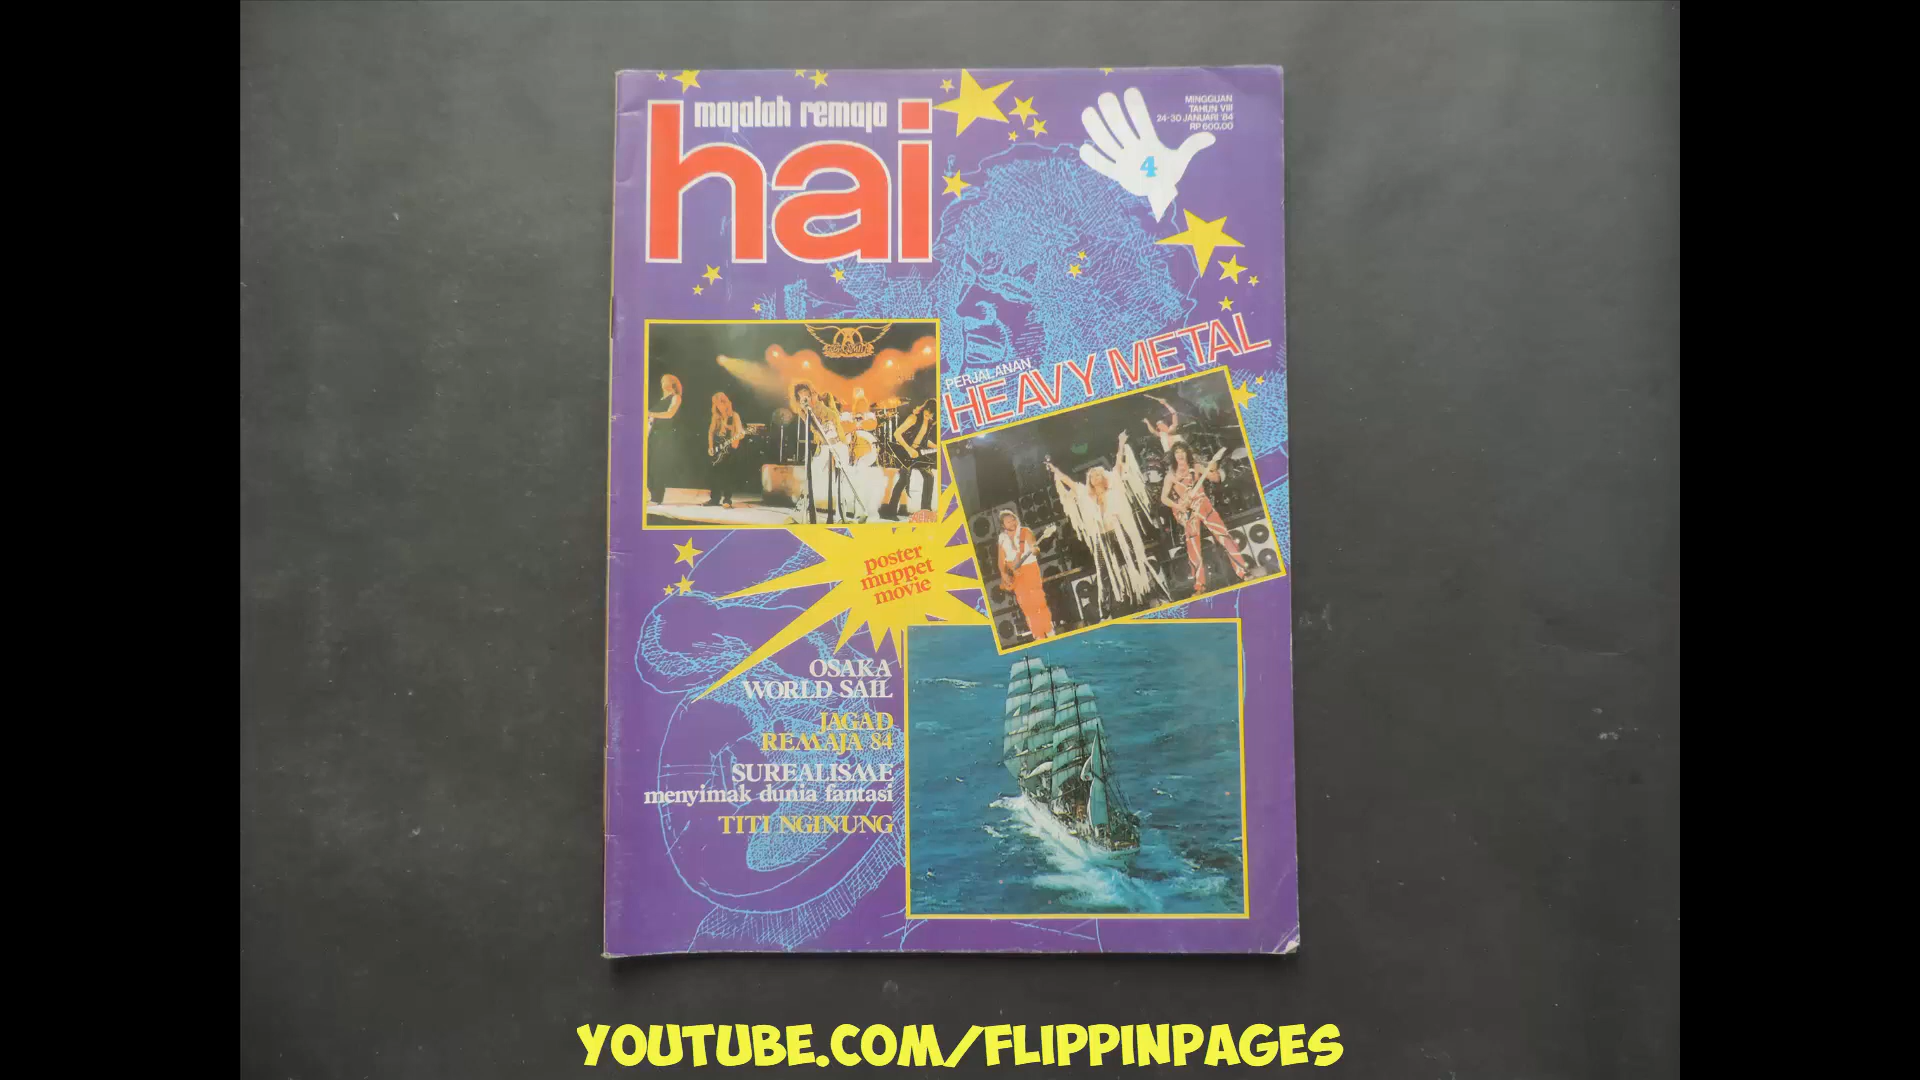 majalah remaja
hai
MINGGUAN
TAHUN VIII
24-30 JANUARI '84
RP 600,00
4
PERJALANAN
HEAVY METAL
poster
muppet
movie
OSAKA
WORLD SAIL
JAGAD
REMAJA 84
SUREALISME
menyimak dunia fantasi
TITI NGINUNG
YOUTUBE.COM/FLIPPINPAGES